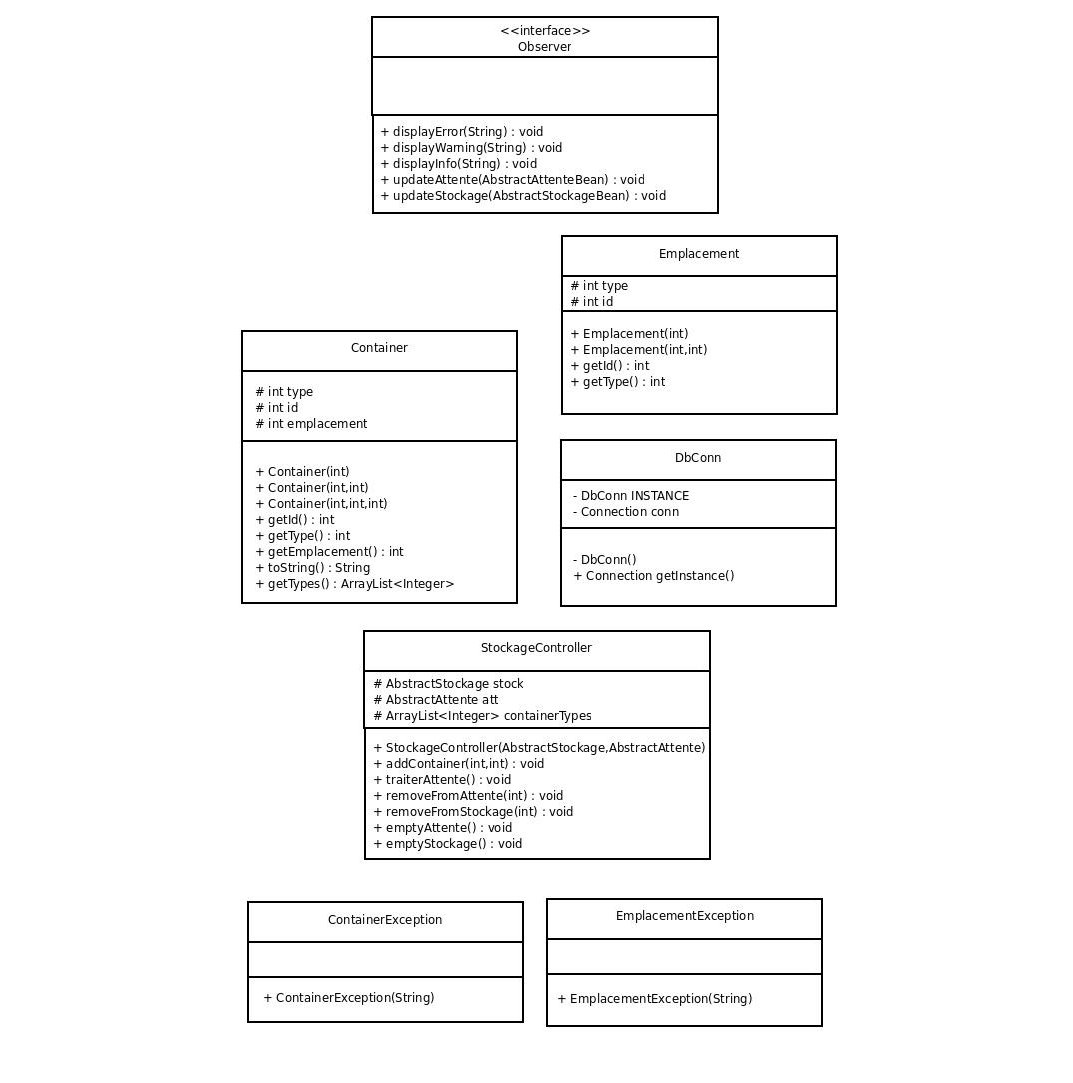 <<interface>>
Observer
+ displayError(String) : void
+ displayWarning(String) : void
+ displayInfo(String) : void
+ updateAttente(AbstractAttenteBean) : void
+ updateStockage(AbstractStockageBean) : void
Emplacement
# int type
# int id
+ Emplacement(int)
+ Emplacement(int,int)
+ getId() : int
+ getType() : int
Container
# int type
# int id
# int emplacement
+ Container(int)
+ Container(int,int)
+ Container(int,int,int)
+ getId() : int
+ getType() : int
+ getEmplacement() : int
+ toString() : String
+ getTypes() : ArrayList<Integer>
DbConn
- DbConn INSTANCE
- Connection conn
- DbConn()
+ Connection getInstance()
StockageController
# AbstractStockage stock
# AbstractAttente att
# ArrayList<Integer> containerTypes
+ StockageController(AbstractStockage,AbstractAttente)
+ addContainer(int,int) : void
+ traiterAttente() : void
+ removeFromAttente(int) : void
+ removeFromStockage(int) : void
+ emptyAttente() : void
+ emptyStockage() : void
ContainerException
+ ContainerException(String)
EmplacementException
+ EmplacementException(String)